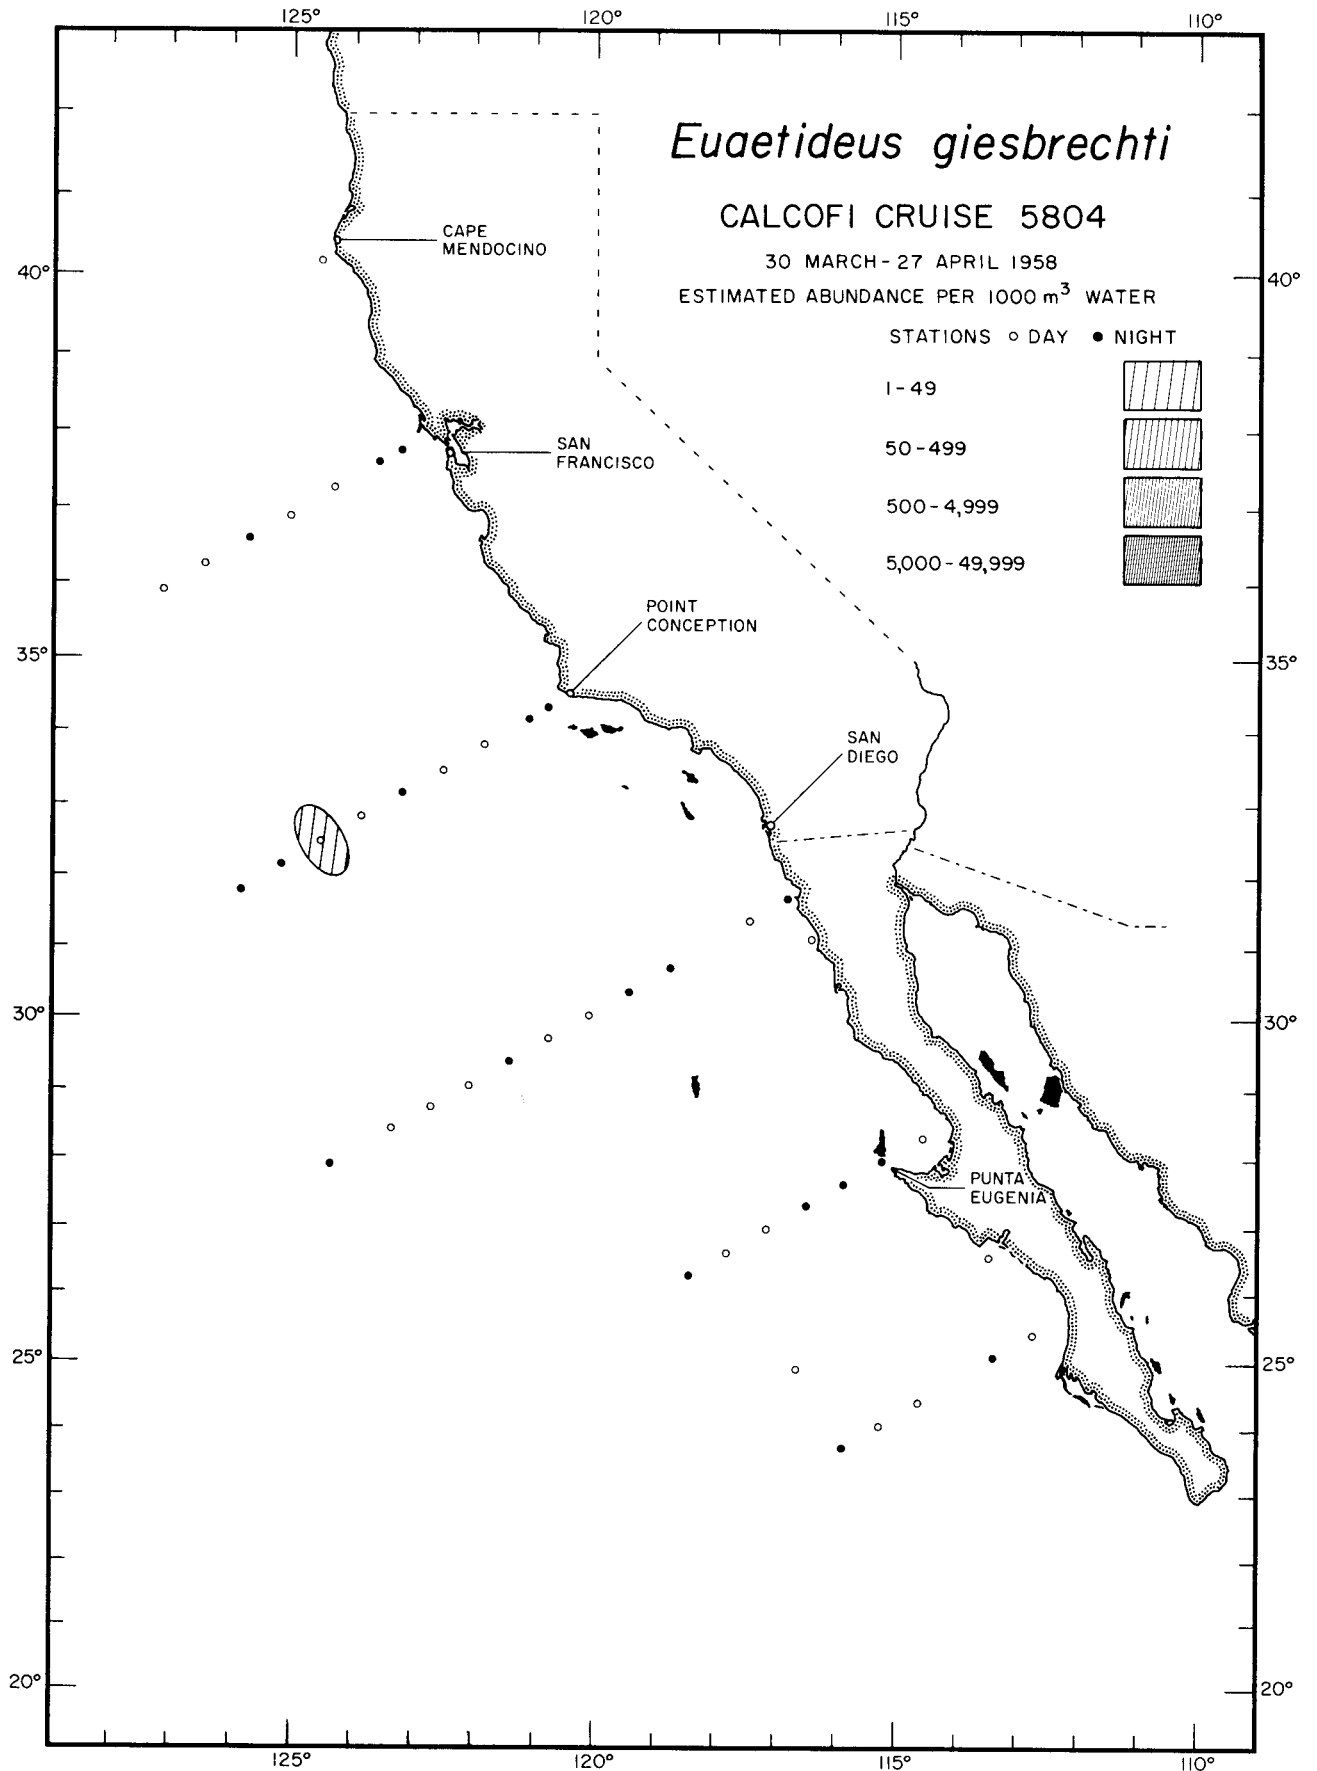 125° 120° 115° 110°
Euaetideus giesbrechti
CALCOFI CRUISE 5804
30 MARCH - 27 APRIL 1958
ESTIMATED ABUNDANCE PER 1000 m³ WATER
STATIONS ○ DAY ● NIGHT
1 - 49
50 - 499
500 - 4,999
5,000 - 49,999
CAPE
MENDOCINO
40° 40°
SAN
FRANCISCO
POINT
CONCEPTION
35° 35°
SAN
DIEGO
30° 30°
PUNTA
EUGENIA
25° 25°
20° 20°
125° 120° 115° 110°